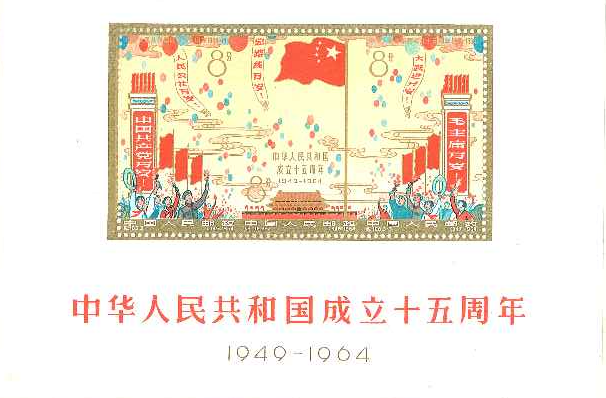 人民公社万岁！
总路线万岁！
大跃进万岁！
8分
8分
中国共产党万岁！
毛主席万岁！
中华人民共和国
成立十五周年
1949-1964
8分
中国人民邮政
中国人民邮政
中国人民邮政
中华人民共和国成立十五周年
1949-1964